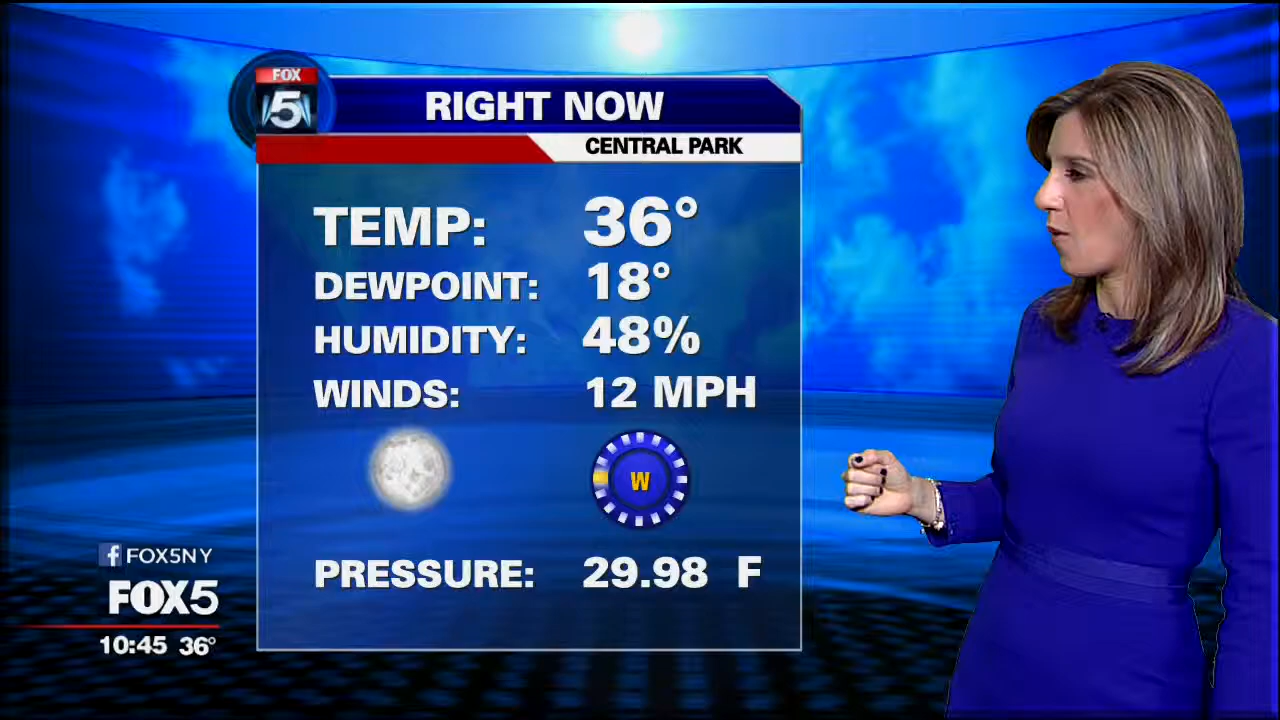 FOX
5
RIGHT NOW
CENTRAL PARK
TEMP: 36°
DEWPOINT: 18°
HUMIDITY: 48%
WINDS: 12 MPH
W
PRESSURE: 29.98 F
f FOX5NY
FOX5
10:45 36°